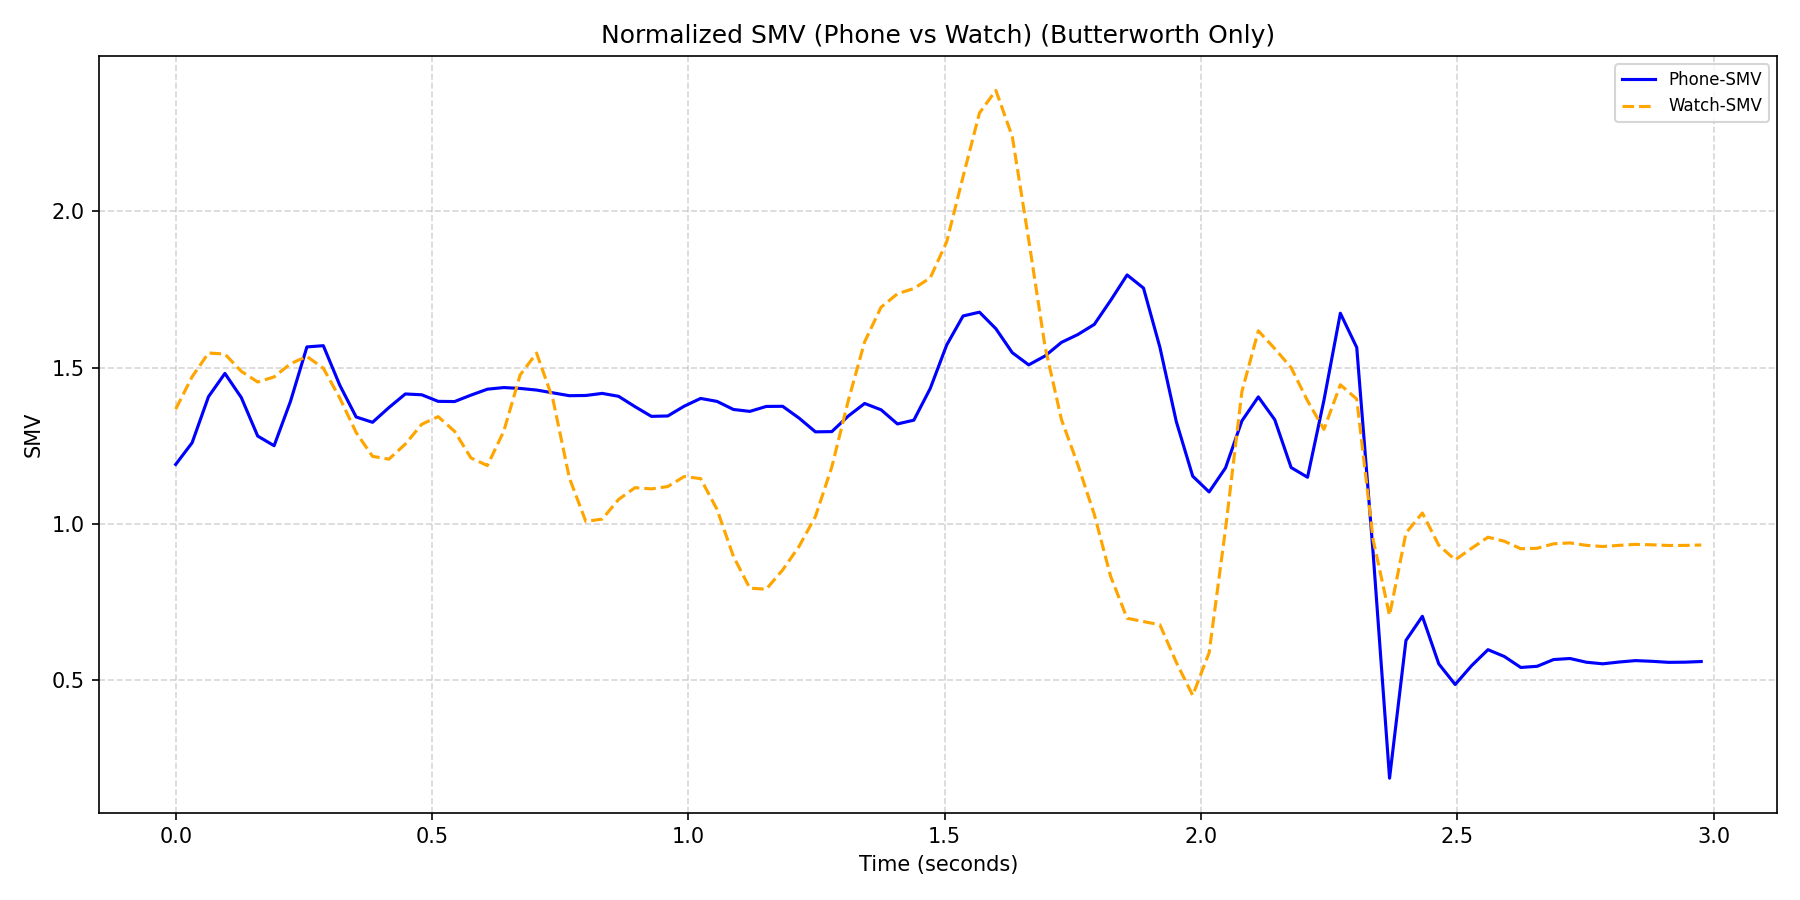 Normalized SMV (Phone vs Watch) (Butterworth Only)
Phone-SMV
Watch-SMV
SMV
2.0
1.5
1.0
0.5
0.0 0.5 1.0 1.5 2.0 2.5 3.0
Time (seconds)